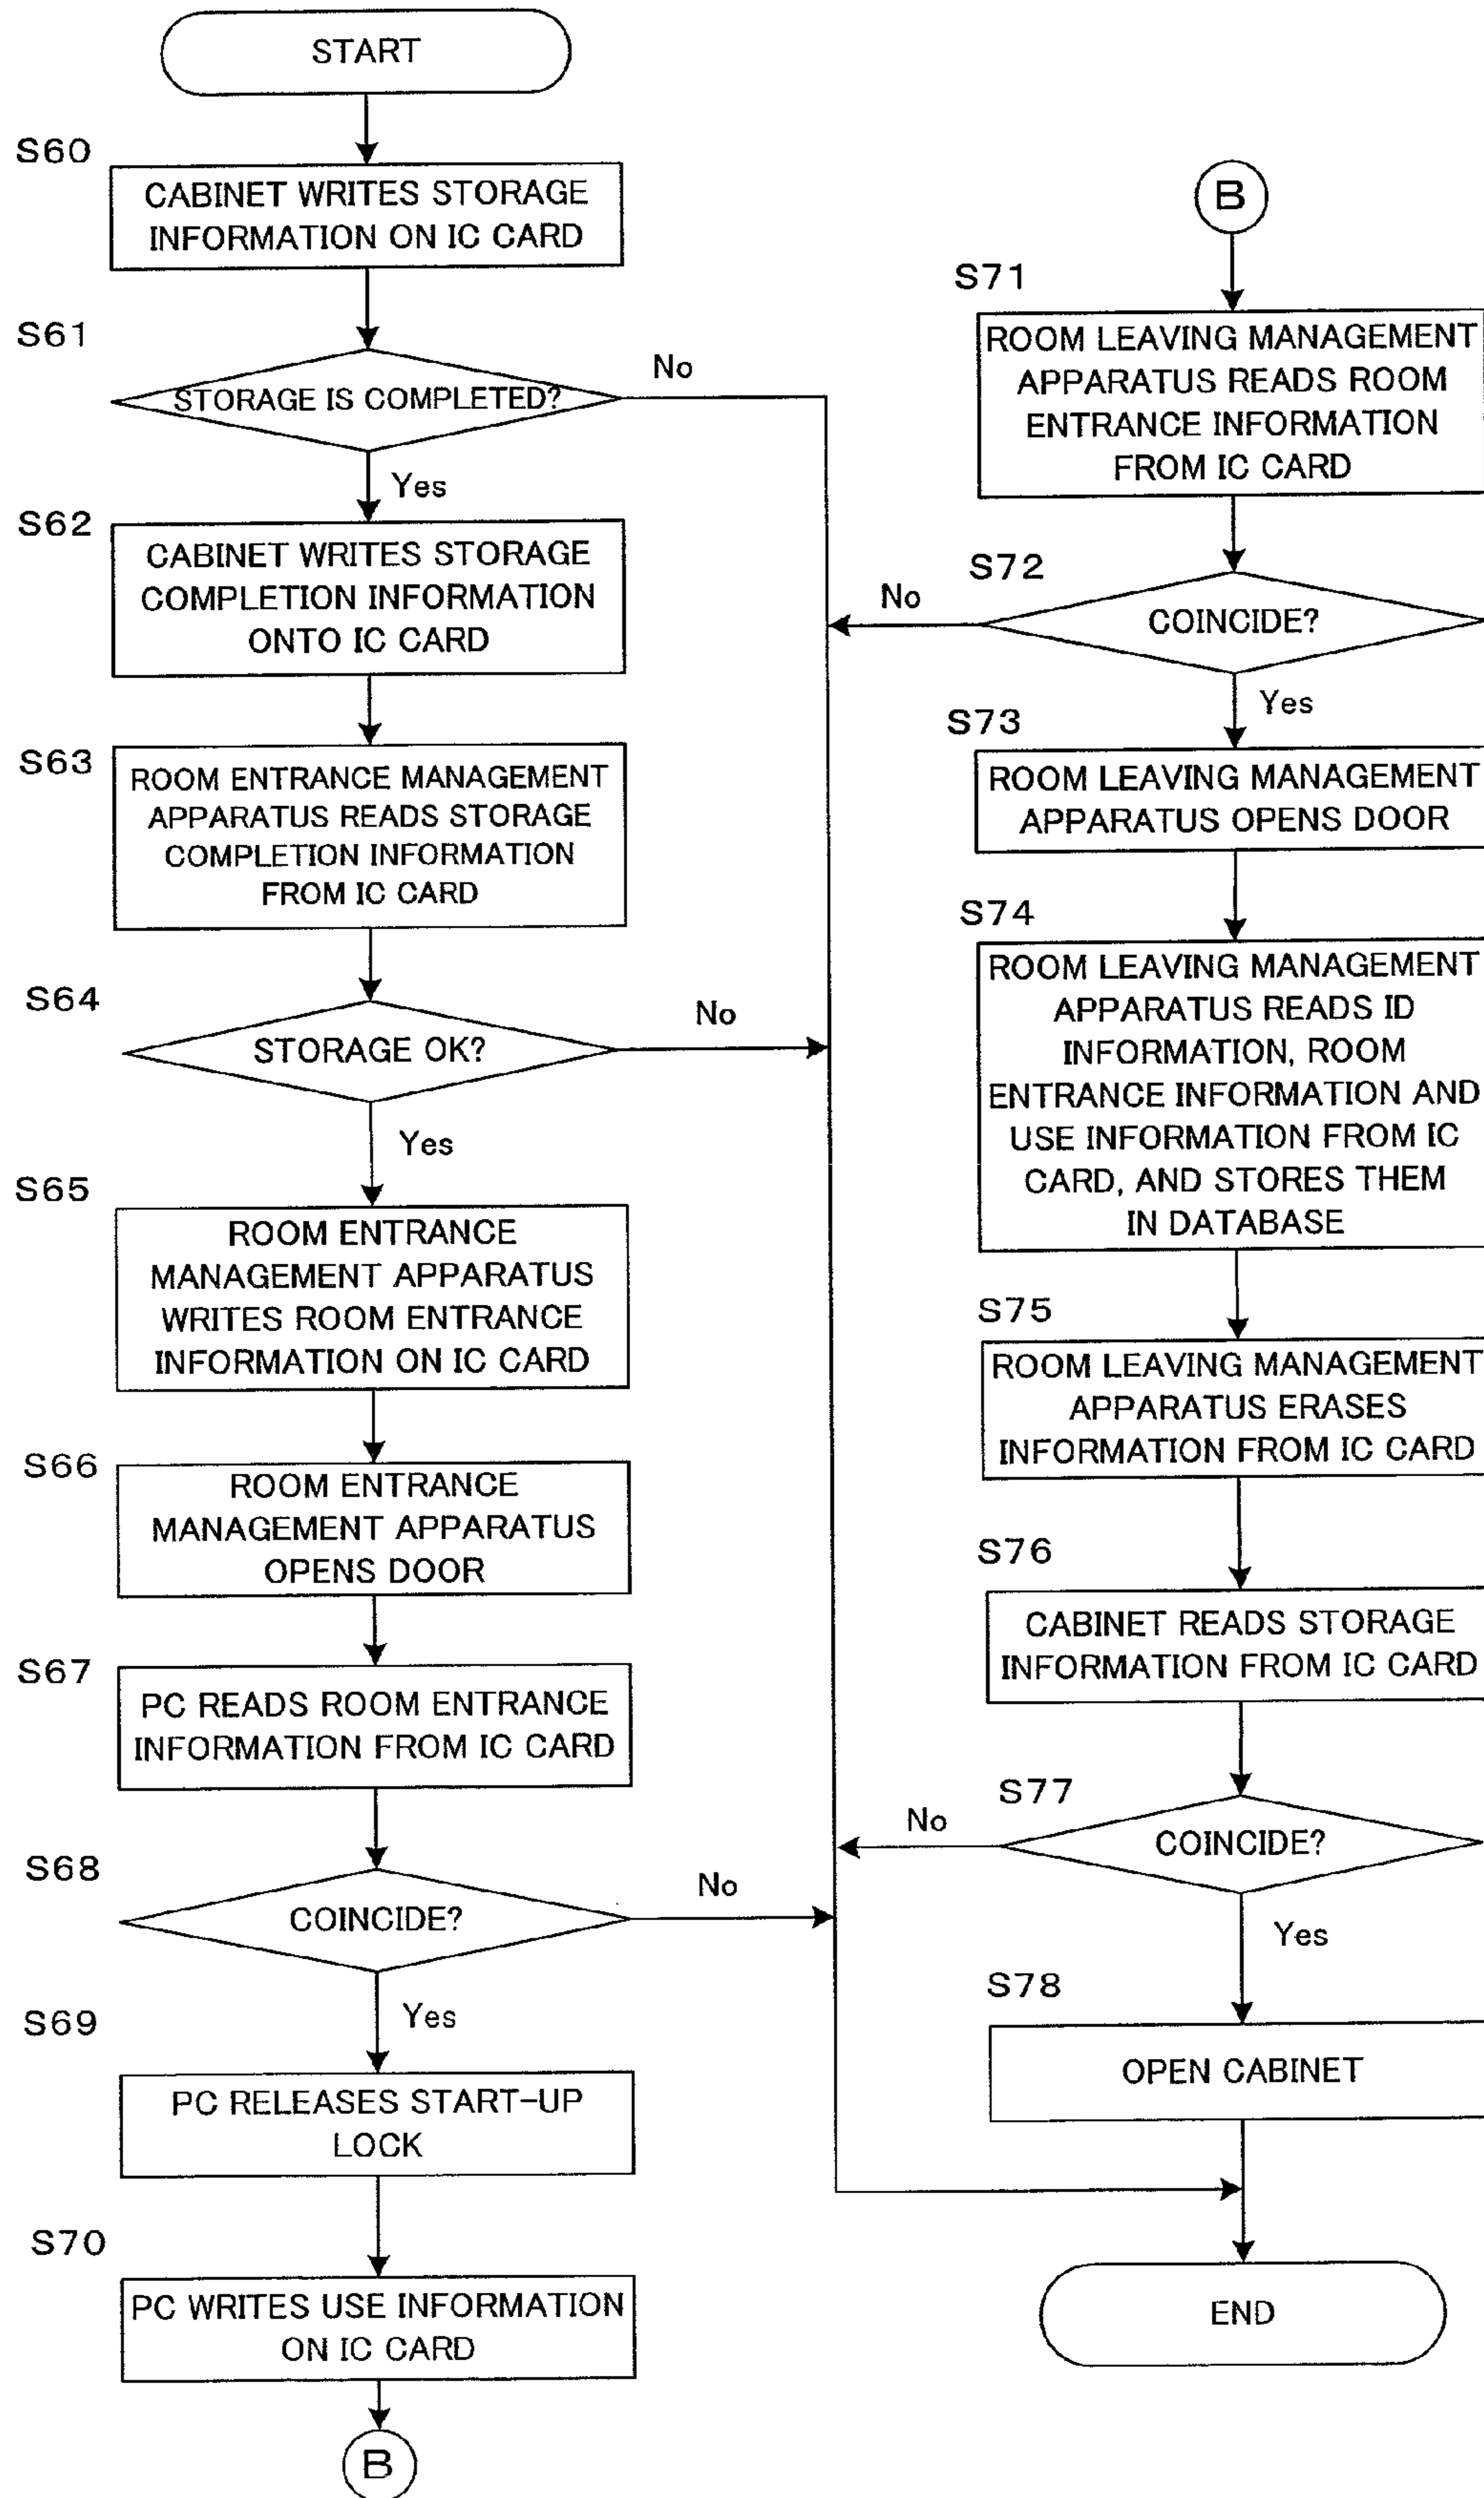 START
S60
CABINET WRITES STORAGE
INFORMATION ON IC CARD
S61
STORAGE IS COMPLETED?
No
Yes
S62
CABINET WRITES STORAGE
COMPLETION INFORMATION
ONTO IC CARD
S63
ROOM ENTRANCE MANAGEMENT
APPARATUS READS STORAGE
COMPLETION INFORMATION
FROM IC CARD
S64
STORAGE OK?
No
Yes
S65
ROOM ENTRANCE
MANAGEMENT APPARATUS
WRITES ROOM ENTRANCE
INFORMATION ON IC CARD
S66
ROOM ENTRANCE
MANAGEMENT APPARATUS
OPENS DOOR
S67
PC READS ROOM ENTRANCE
INFORMATION FROM IC CARD
S68
COINCIDE?
No
Yes
S69
PC RELEASES START-UP
LOCK
S70
PC WRITES USE INFORMATION
ON IC CARD
B
B
S71
ROOM LEAVING MANAGEMENT
APPARATUS READS ROOM
ENTRANCE INFORMATION
FROM IC CARD
S72
COINCIDE?
No
Yes
S73
ROOM LEAVING MANAGEMENT
APPARATUS OPENS DOOR
S74
ROOM LEAVING MANAGEMENT
APPARATUS READS ID
INFORMATION, ROOM
ENTRANCE INFORMATION AND
USE INFORMATION FROM IC
CARD, AND STORES THEM
IN DATABASE
S75
ROOM LEAVING MANAGEMENT
APPARATUS ERASES
INFORMATION FROM IC CARD
S76
CABINET READS STORAGE
INFORMATION FROM IC CARD
S77
COINCIDE?
No
Yes
S78
OPEN CABINET
END